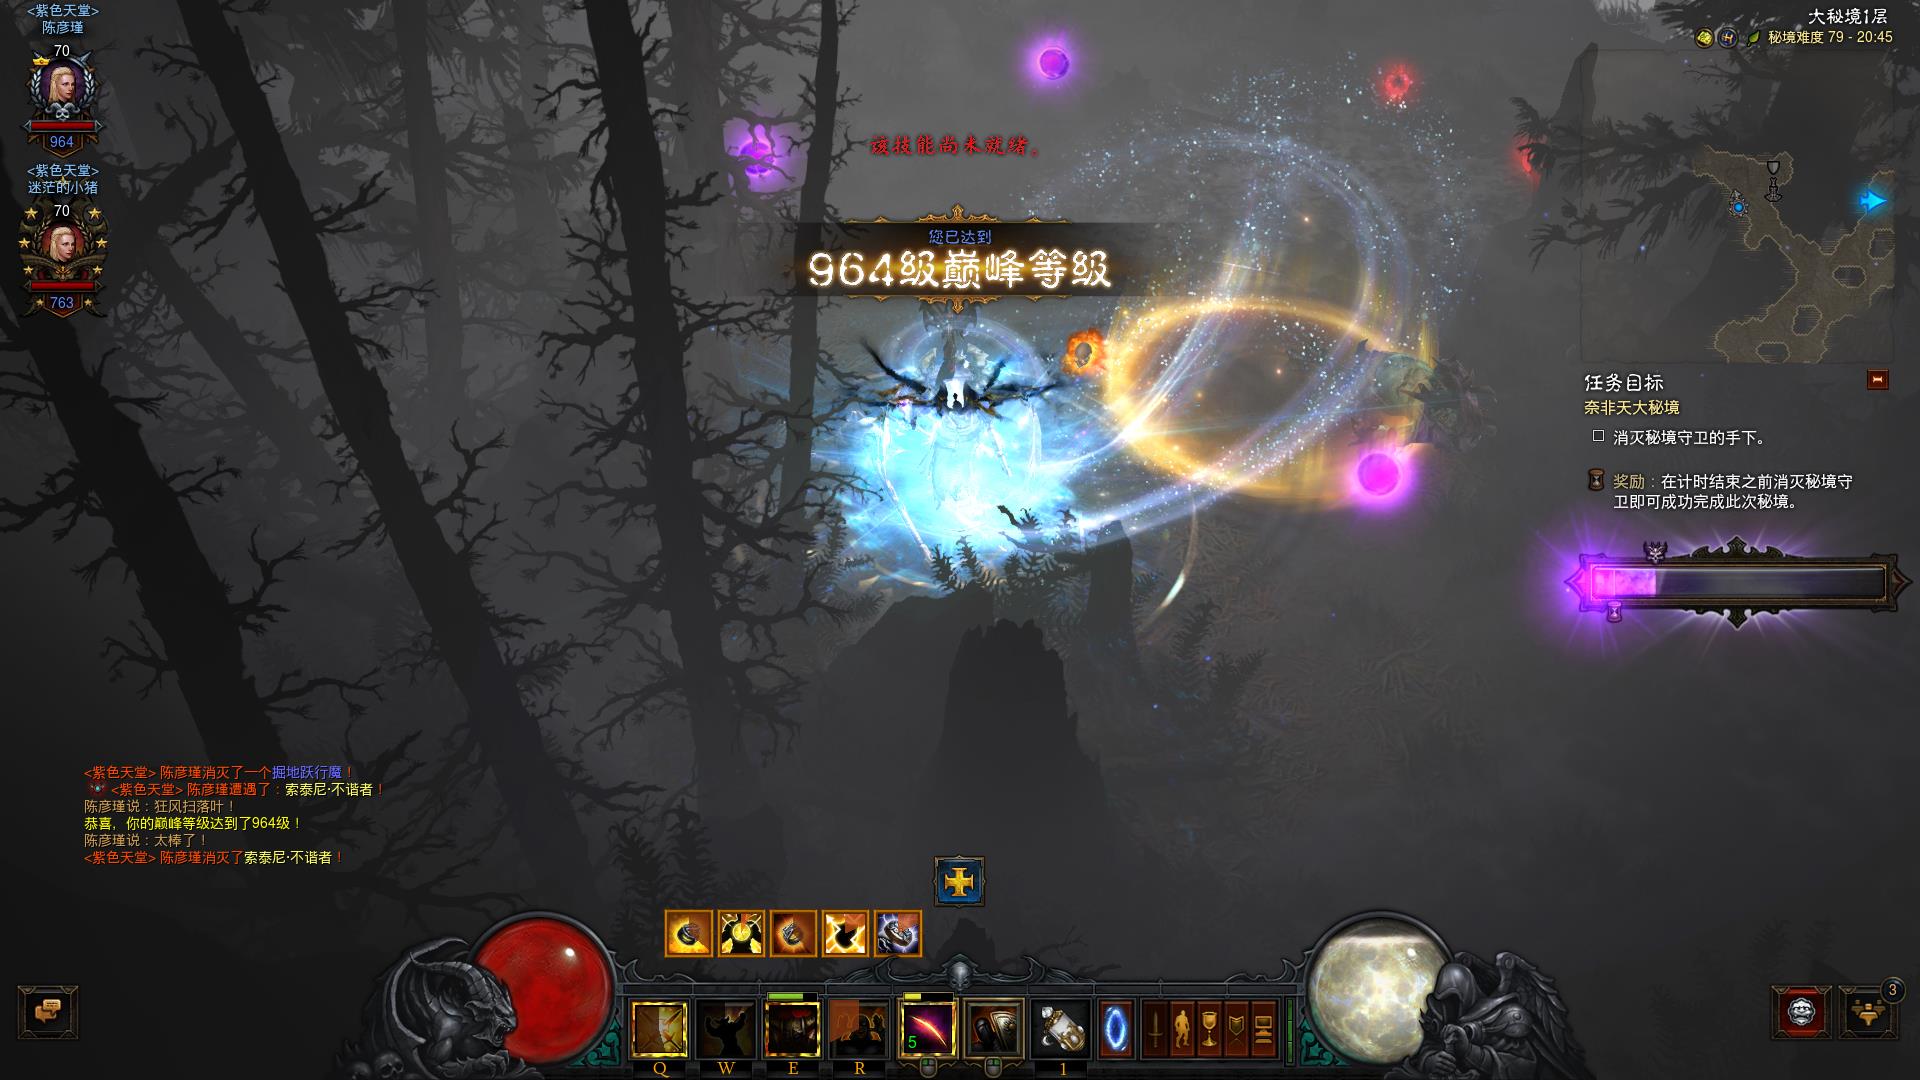 <紫色天堂>
陈彦瑾
70
964
<紫色天堂>
迷茫的小猪
70
763
大秘境1层
秘境难度 79 - 20:45
该技能尚未就绪。
您已达到
964级巅峰等级
任务目标
奈非天大秘境
消灭秘境守卫的手下。
奖励：在计时结束之前消灭秘境守
卫即可成功完成此次秘境。
<紫色天堂> 陈彦瑾消灭了一个掘地跃行魔！
<紫色天堂> 陈彦瑾遭遇了：索泰尼·不谐者！
陈彦瑾说：狂风扫落叶！
恭喜，你的巅峰等级达到了964级！
陈彦瑾说：太棒了！
<紫色天堂> 陈彦瑾消灭了索泰尼·不谐者！
5
Q W E R 1
3